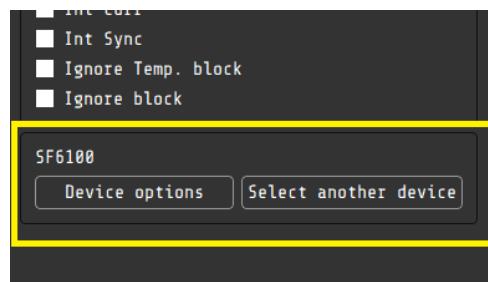 Int Sync
Ignore Temp. block
Ignore block
SF6100
Device options
Select another device